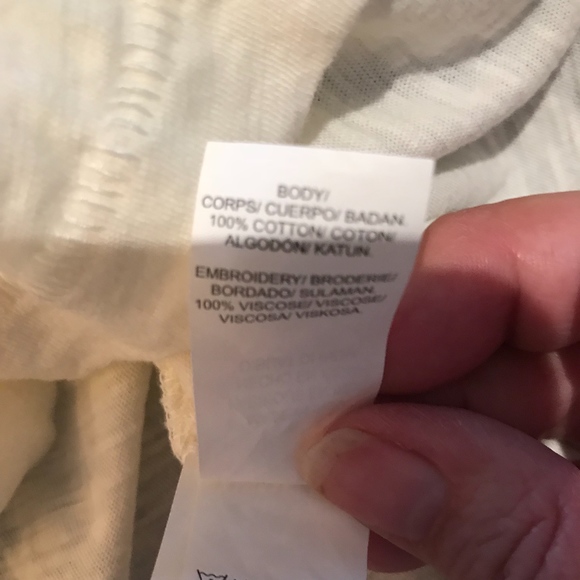 BODY/
CORPS/ CUERPO/ BADAN.
100% COTTON/ COTON/
ALGODÓN/ KATUN.
EMBROIDERY/ BRODERIE/
BORDADO/ SULAMAN.
100% VISCOSE/ VISCOSE/
VISCOSA/ VISKOSA.